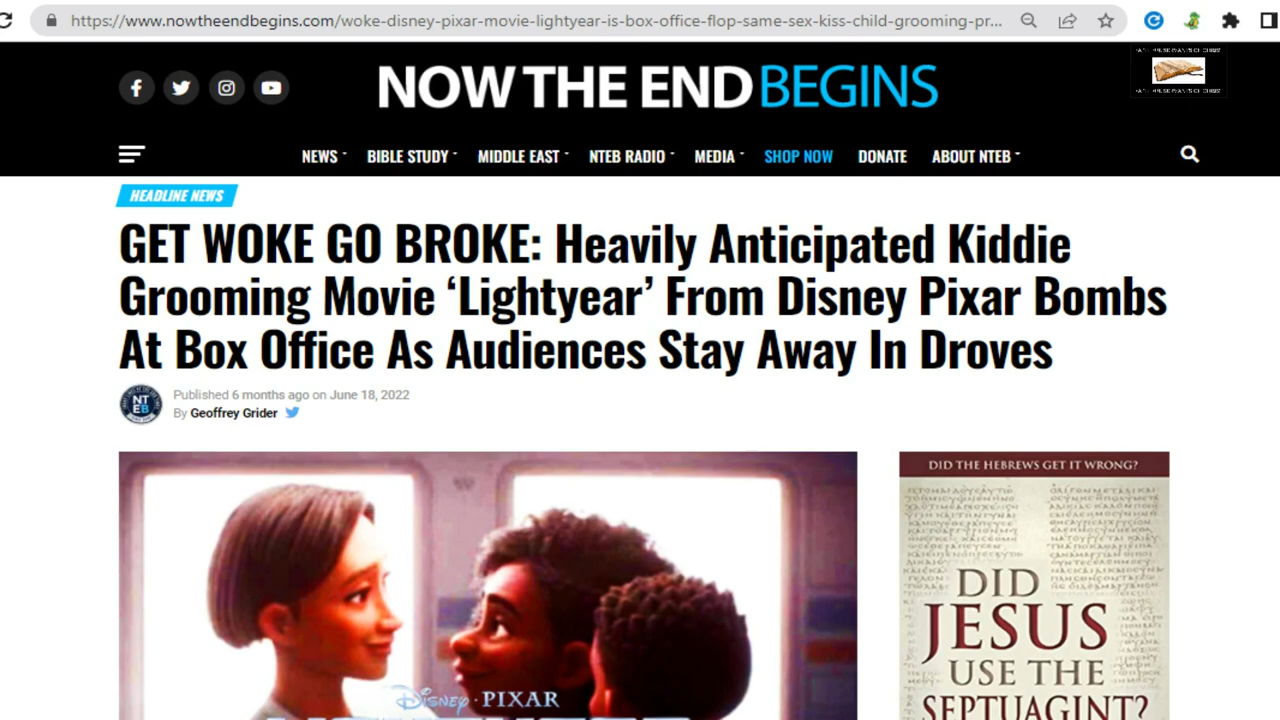 https://www.nowtheendbegins.com/woke-disney-pixar-movie-lightyear-is-box-office-flop-same-sex-kiss-child-grooming-pr...
NOW THE END BEGINS
NEWS BIBLE STUDY MIDDLE EAST NTEB RADIO MEDIA SHOP NOW DONATE ABOUT NTEB
HEADLINE NEWS
GET WOKE GO BROKE: Heavily Anticipated Kiddie
Grooming Movie ‘Lightyear’ From Disney Pixar Bombs
At Box Office As Audiences Stay Away In Droves
NT
EB
Published 6 months ago on June 18, 2022
By Geoffrey Grider
Disney · PIXAR
DID THE HEBREWS GET IT WRONG?
DID
JESUS
USE THE
SEPTUAGINT?